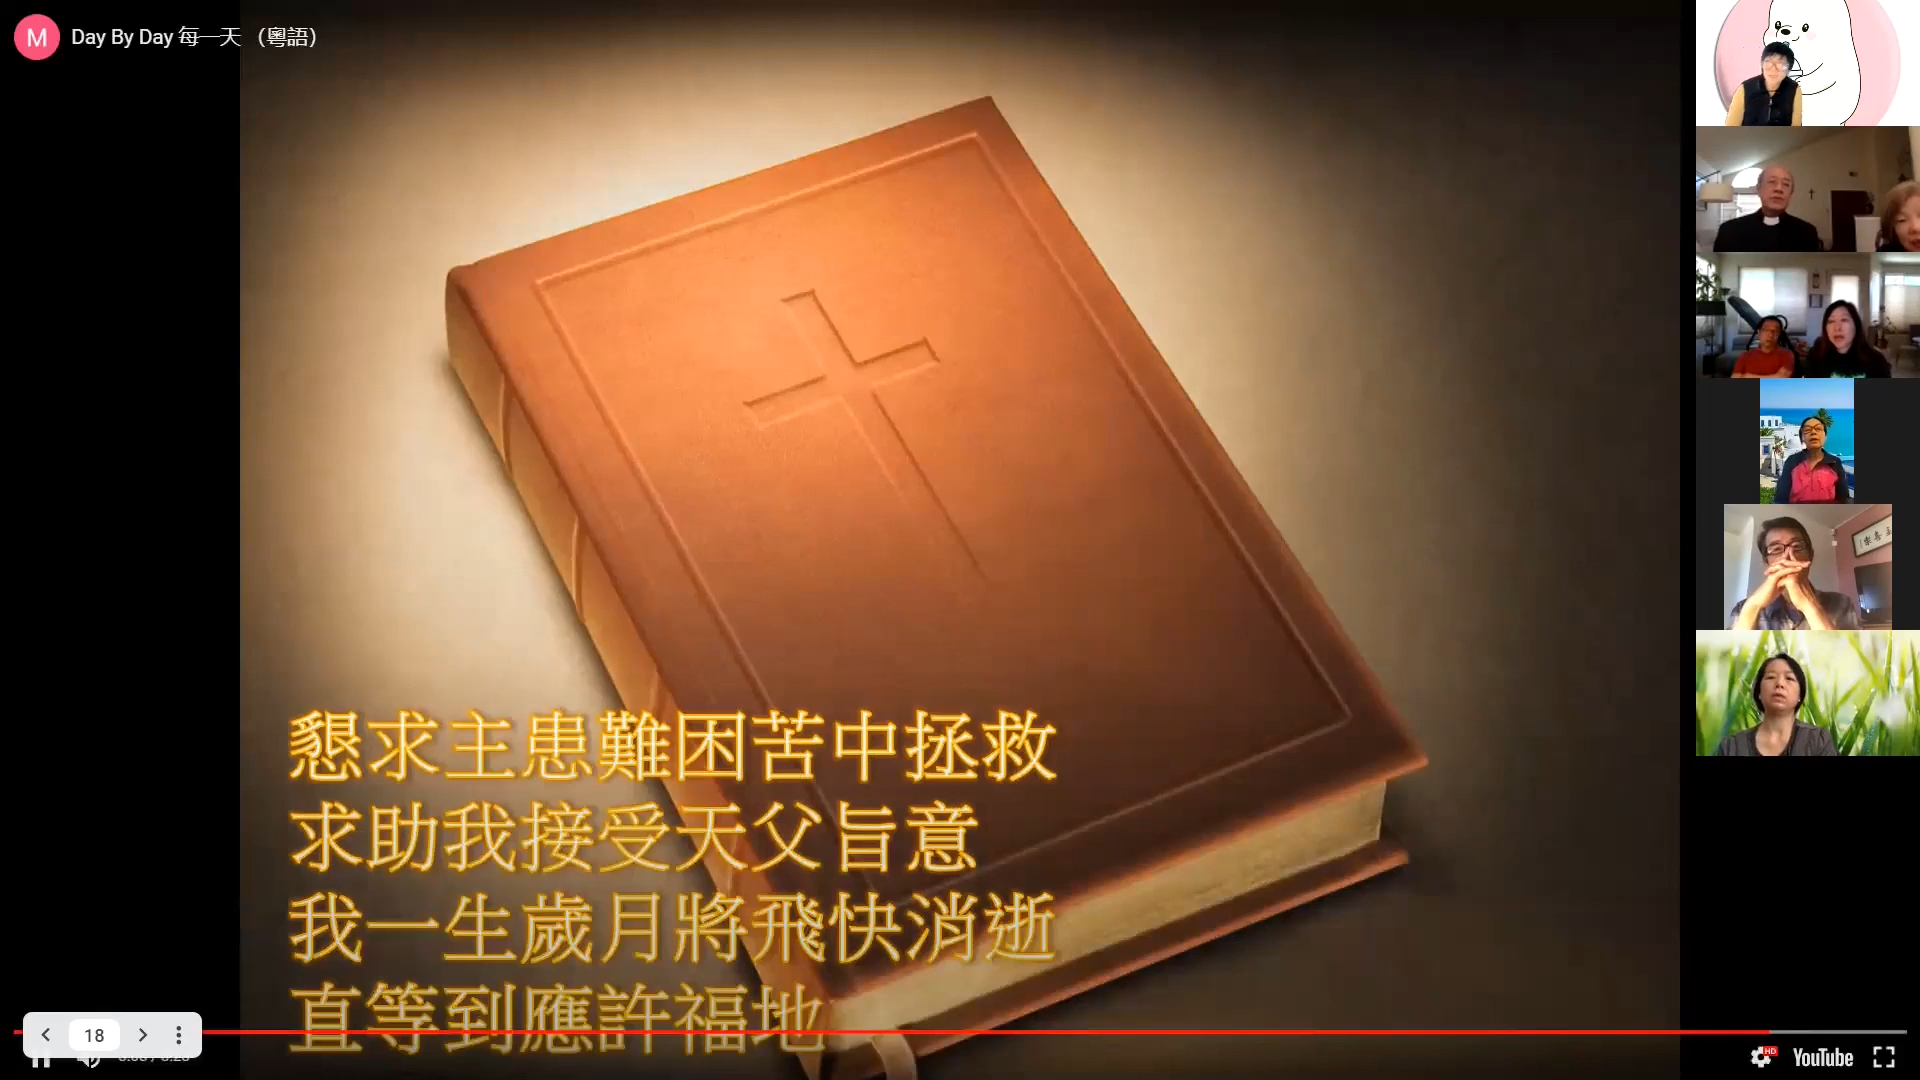 M
Day By Day 每一天 (粵語)
懇求主患難困苦中拯救
求助我接受天父旨意
我一生歲月將飛快消逝
直等到應許福地
18
HD
YouTube